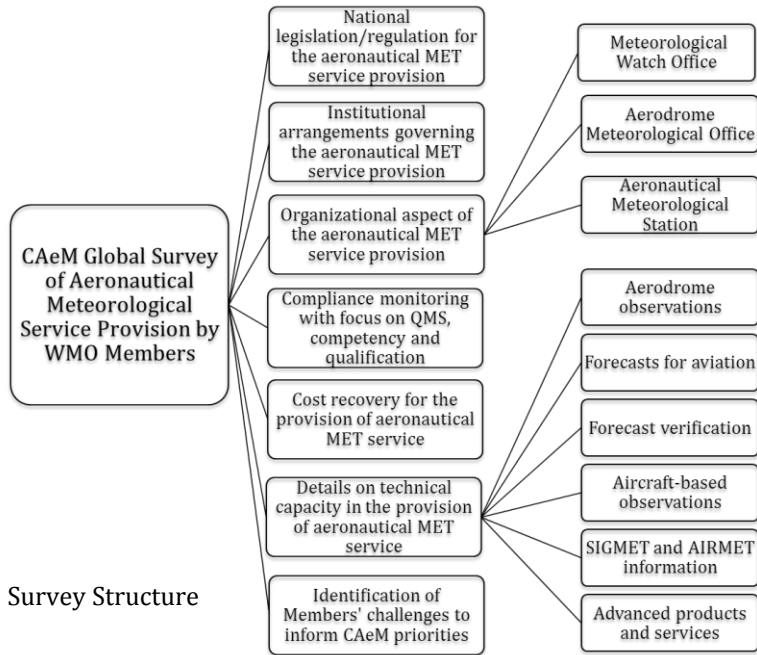 CAeM Global Survey
of Aeronautical
Meteorological
Service Provision by
WMO Members
National
legislation/regulation for
the aeronautical MET
service provision
Institutional
arrangements governing
the aeronautical MET
service provision
Organizational aspect of
the aeronautical MET
service provision
Compliance monitoring
with focus on QMS,
competency and
qualification
Cost recovery for the
provision of aeronautical
MET service
Details on technical
capacity in the provision
of aeronautical MET
service
Identification of
Members' challenges to
inform CAeM priorities
Meteorological
Watch Office
Aerodrome
Meteorological Office
Aeronautical
Meteorological
Station
Aerodrome
observations
Forecasts for aviation
Forecast verification
Aircraft-based
observations
SIGMET and AIRMET
information
Advanced products
and services
Survey Structure